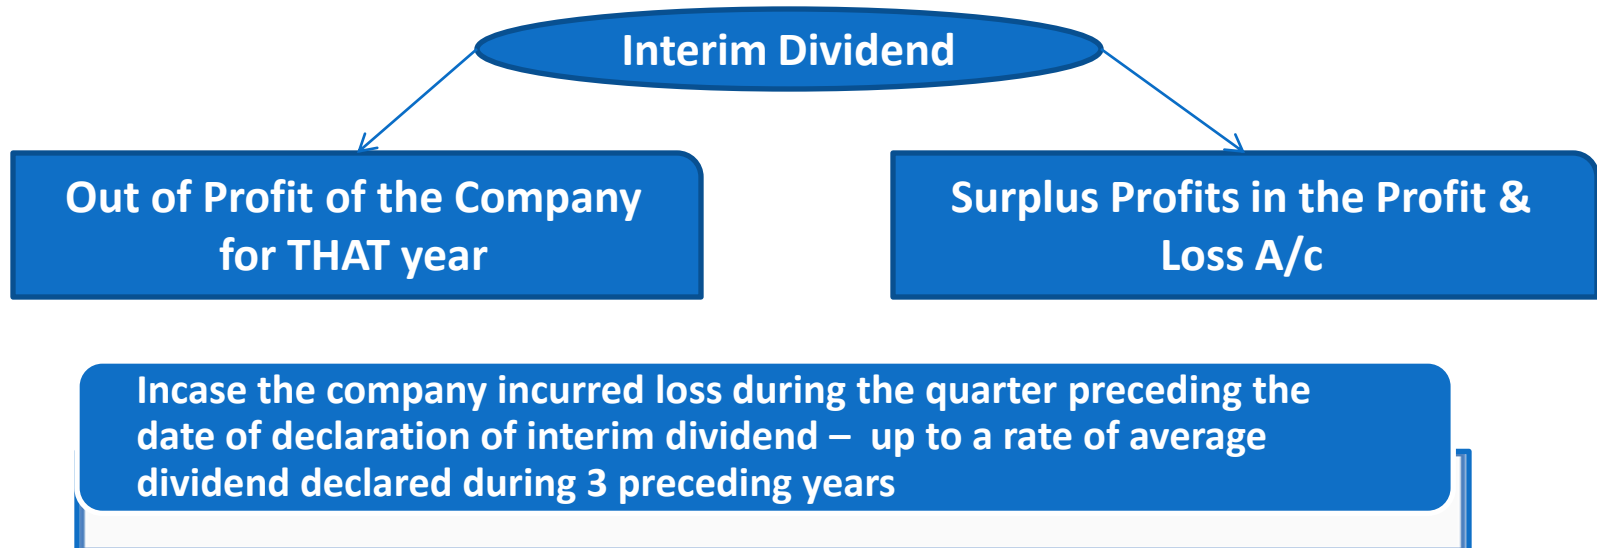 Interim Dividend
Out of Profit of the Company
for THAT year
Surplus Profits in the Profit &
Loss A/c
Incase the company incurred loss during the quarter preceding the
date of declaration of interim dividend – up to a rate of average
dividend declared during 3 preceding years